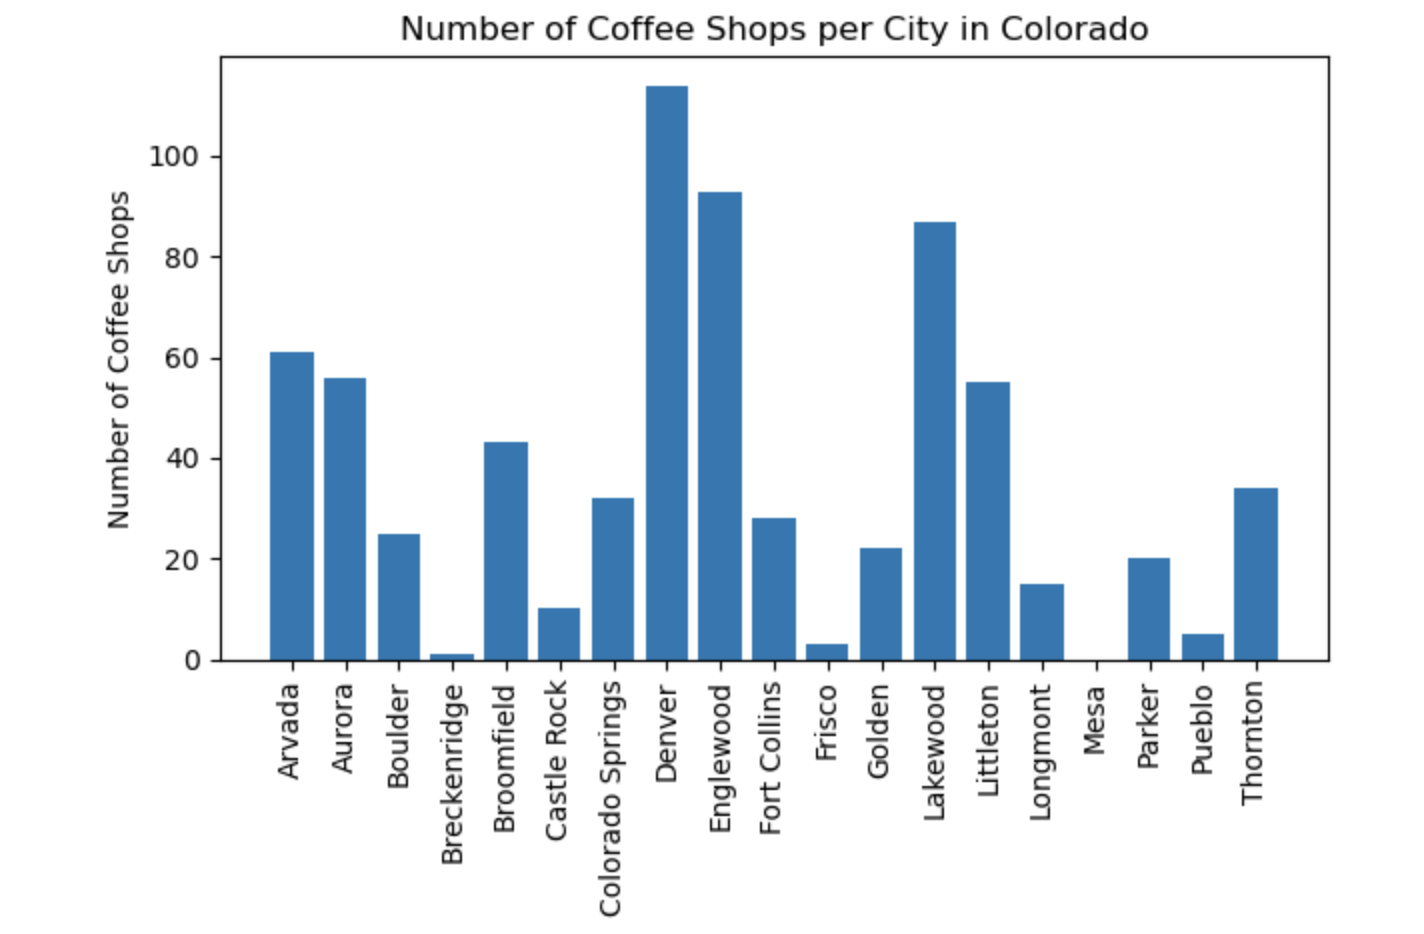 Number of Coffee Shops per City in Colorado
Number of Coffee Shops
100
80
60
40
20
0
Arvada
Aurora
Boulder
Breckenridge
Broomfield
Castle Rock
Colorado Springs
Denver
Englewood
Fort Collins
Frisco
Golden
Lakewood
Littleton
Longmont
Mesa
Parker
Pueblo
Thornton